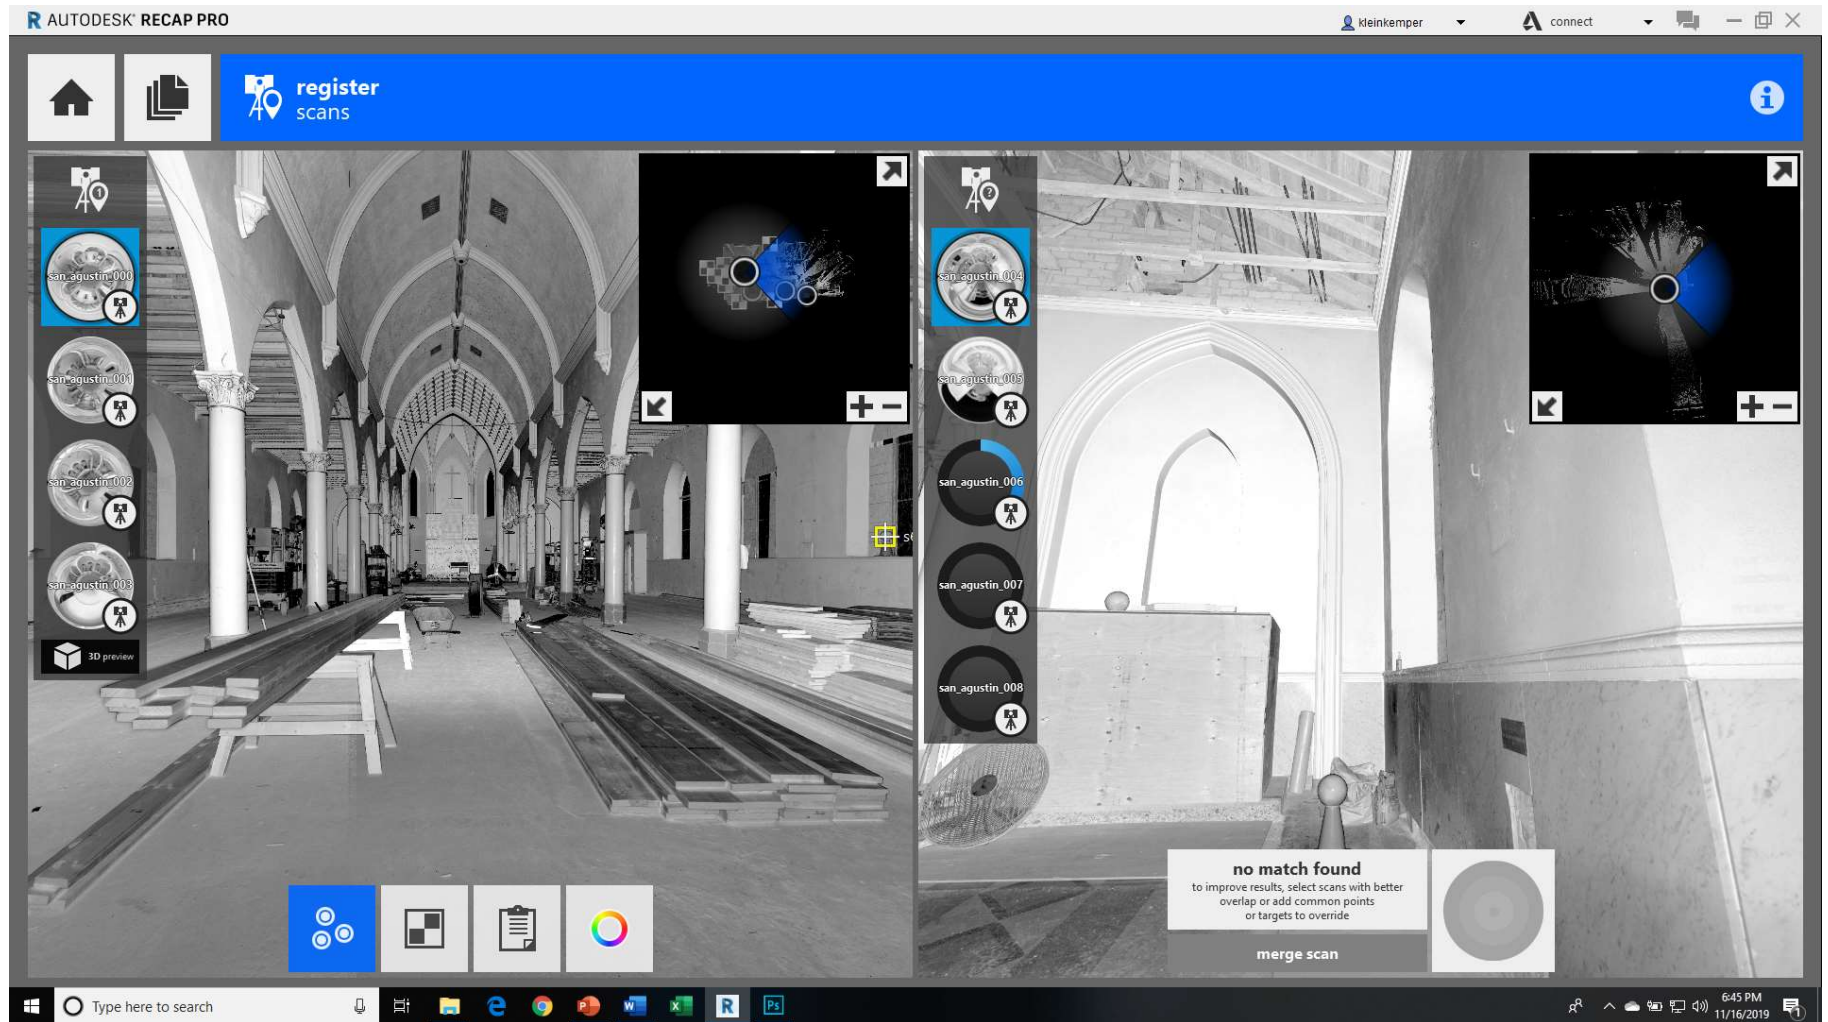 AUTODESK® RECAP PRO
kleinkemper
connect
register
scans
san_agustin_000
san_agustin_001
san_agustin_002
san_agustin_003
3D preview
san_agustin_004
san_agustin_005
san_agustin_006
san_agustin_007
san_agustin_008
no match found
to improve results, select scans with better
overlap or add common points
or targets to override
merge scan
Type here to search
6:45 PM
11/16/2019